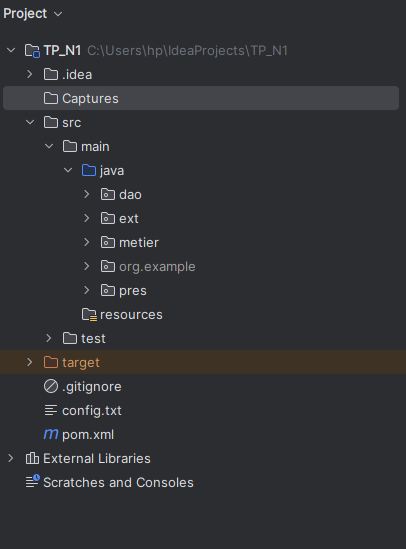 Project
TP_N1 C:\Users\hp\IdeaProjects\TP_N1
.idea
Captures
src
main
java
dao
ext
metier
org.example
pres
resources
test
target
.gitignore
config.txt
m pom.xml
External Libraries
Scratches and Consoles